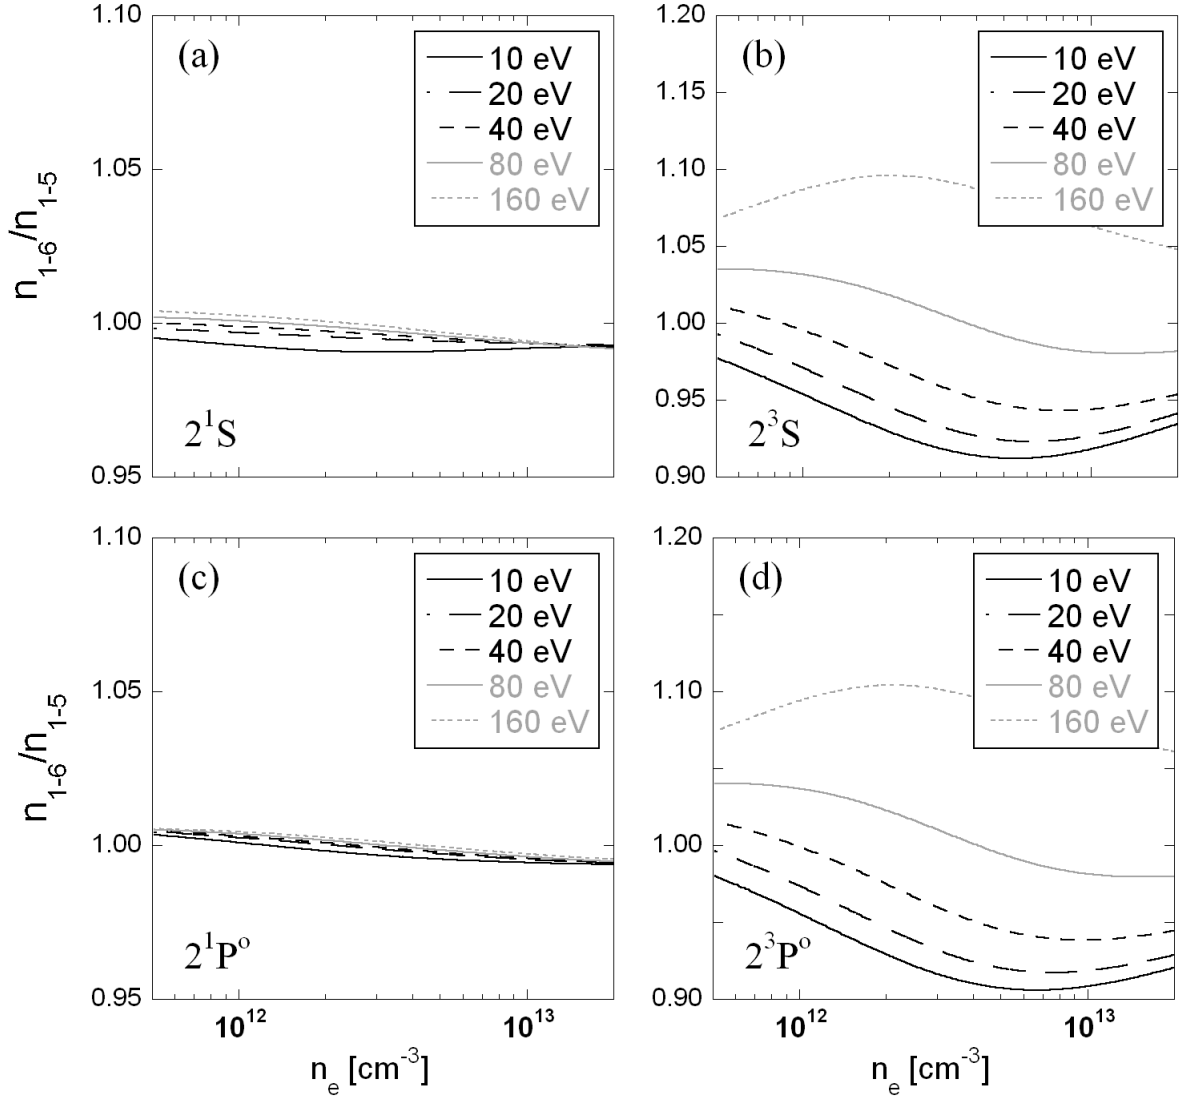 1.10
(a)
10 eV
20 eV
40 eV
80 eV
160 eV
1.05
1.00
0.95
n1-6/n1-5
2¹S
1.20
(b)
10 eV
20 eV
40 eV
80 eV
160 eV
1.15
1.10
1.05
1.00
0.95
0.90
2³S
1.10
(c)
10 eV
20 eV
40 eV
80 eV
160 eV
1.05
1.00
0.95
n1-6/n1-5
2¹Pᵒ
10¹²
10¹³
ne [cm⁻³]
1.20
(d)
10 eV
20 eV
40 eV
80 eV
160 eV
1.10
1.00
0.90
2³Pᵒ
10¹²
10¹³
ne [cm⁻³]